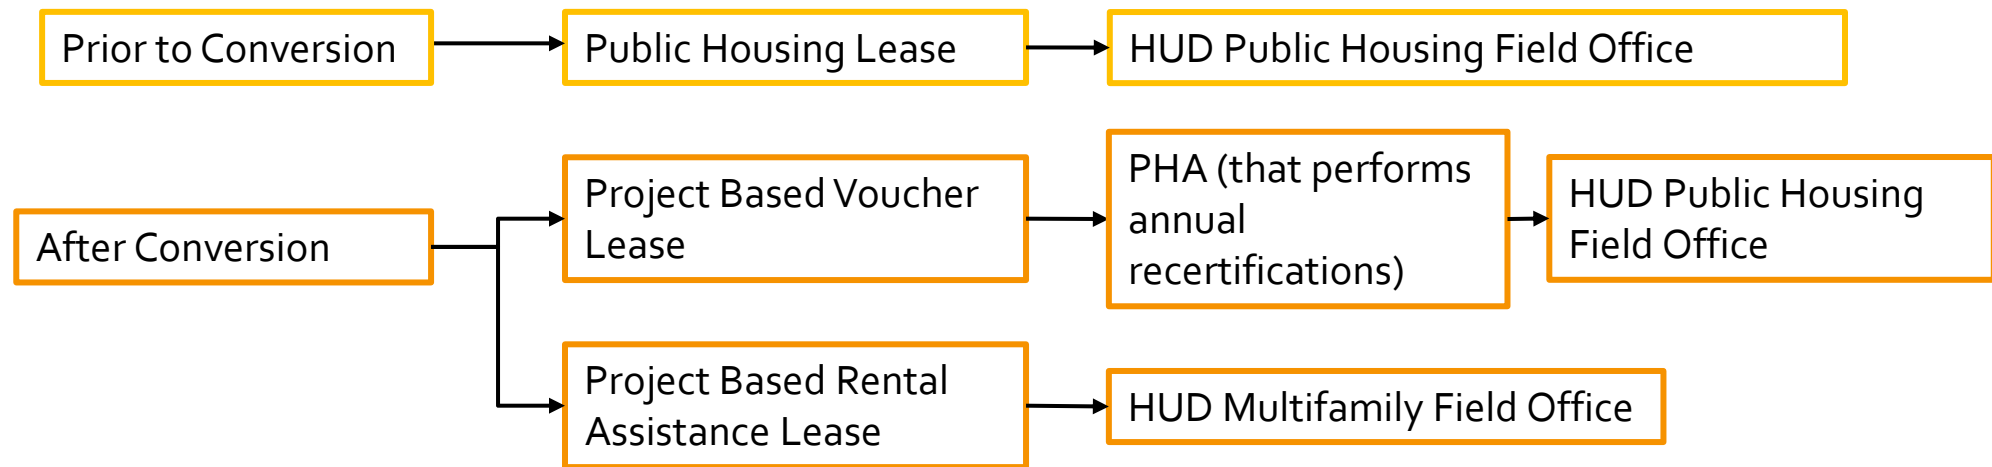 Prior to Conversion
Public Housing Lease
HUD Public Housing Field Office
After Conversion
Project Based Voucher
Lease
PHA (that performs
annual
recertifications)
HUD Public Housing
Field Office
Project Based Rental
Assistance Lease
HUD Multifamily Field Office